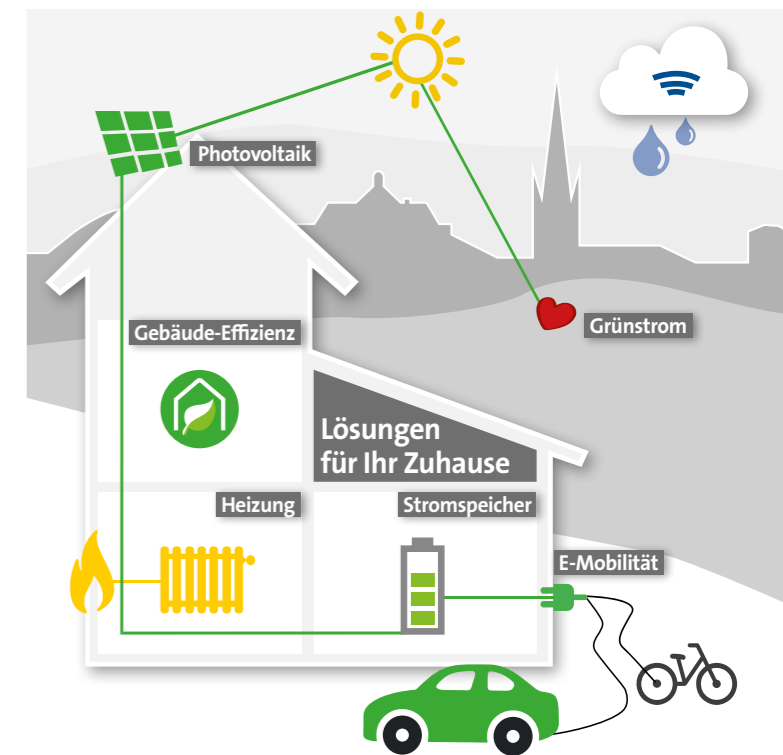 Photovoltaik
Grünstrom
Gebäude-Effizienz
Lösungen
für Ihr Zuhause
Heizung
Stromspeicher
E-Mobilität